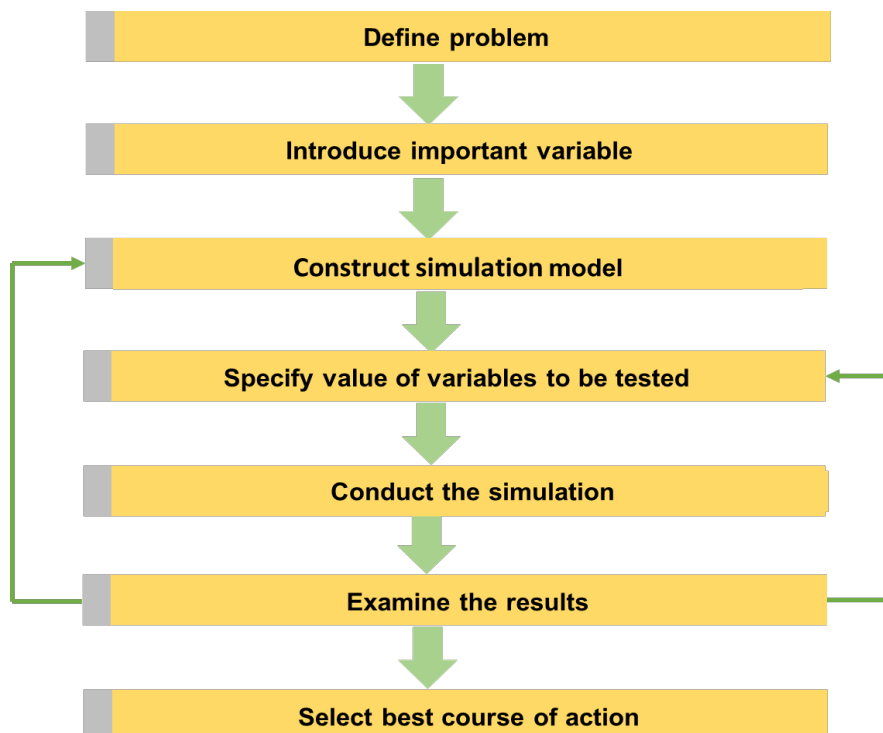 Define problem
Introduce important variable
Construct simulation model
Specify value of variables to be tested
Conduct the simulation
Examine the results
Select best course of action